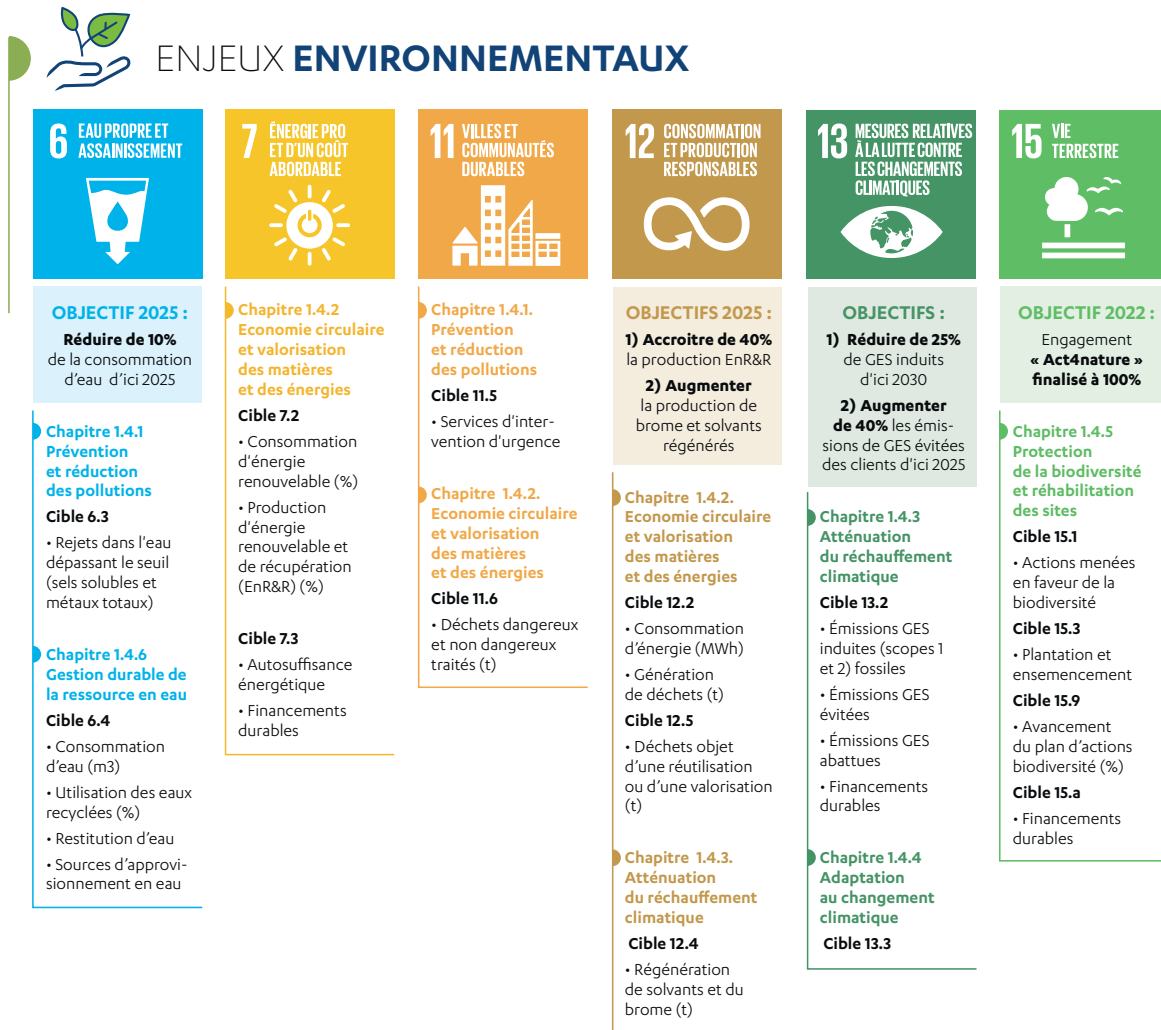 ENJEUX ENVIRONNEMENTAUX
6 EAU PROPRE ET
ASSAINISSEMENT
OBJECTIF 2025 :
Réduire de 10%
de la consommation
d'eau d'ici 2025
Chapitre 1.4.1
Prévention
et réduction
des pollutions
Cible 6.3
• Rejets dans l'eau
dépassant le seuil
(sels solubles et
métaux totaux)
Chapitre 1.4.6
Gestion durable de
la ressource en eau
Cible 6.4
• Consommation
d'eau (m3)
• Utilisation des eaux
recyclées (%)
• Restitution d'eau
• Sources d'approvi-
sionnement en eau
7 ÉNERGIE PRO
ET D'UN COÛT
ABORDABLE
Chapitre 1.4.2
Economie circulaire
et valorisation
des matières
et des énergies
Cible 7.2
• Consommation
d'énergie
renouvelable (%)
• Production
d'énergie
renouvelable et
de récupération
(EnR&R) (%)
Cible 7.3
• Autosuffisance
énergétique
• Financements
durables
11 VILLES ET
COMMUNAUTÉS
DURABLES
Chapitre 1.4.1.
Prévention
et réduction
des pollutions
Cible 11.5
• Services d'inter-
vention d'urgence
Chapitre 1.4.2.
Economie circulaire
et valorisation
des matières
et des énergies
Cible 11.6
• Déchets dangereux
et non dangereux
traités (t)
12 CONSOMMATION
ET PRODUCTION
RESPONSABLES
OBJECTIFS 2025 :
1) Accroitre de 40%
la production EnR&R
2) Augmenter
la production de
brome et solvants
régénérés
Chapitre 1.4.2.
Economie circulaire
et valorisation
des matières
et des énergies
Cible 12.2
• Consommation
d'énergie (MWh)
• Génération
de déchets (t)
Cible 12.5
• Déchets objet
d'une réutilisation
ou d'une valorisation
(t)
Chapitre 1.4.3.
Atténuation
du réchauffement
climatique
Cible 12.4
• Régénération
de solvants et du
brome (t)
13 MESURES RELATIVES
À LA LUTTE CONTRE
LES CHANGEMENTS
CLIMATIQUES
OBJECTIFS :
1) Réduire de 25%
de GES induits
d'ici 2030
2) Augmenter
de 40% les émis-
sions de GES évitées
des clients d'ici 2025
Chapitre 1.4.3
Atténuation
du réchauffement
climatique
Cible 13.2
• Émissions GES
induites (scopes 1
et 2) fossiles
• Émissions GES
évitées
• Émissions GES
abattues
• Financements
durables
Chapitre 1.4.4
Adaptation
au changement
climatique
Cible 13.3
15 VIE
TERRESTRE
OBJECTIF 2022 :
Engagement
« Act4nature »
finalisé à 100%
Chapitre 1.4.5
Protection
de la biodiversité
et réhabilitation
des sites
Cible 15.1
• Actions menées
en faveur de la
biodiversité
Cible 15.3
• Plantation et
ensemencement
Cible 15.9
• Avancement
du plan d'actions
biodiversité (%)
Cible 15.a
• Financements
durables